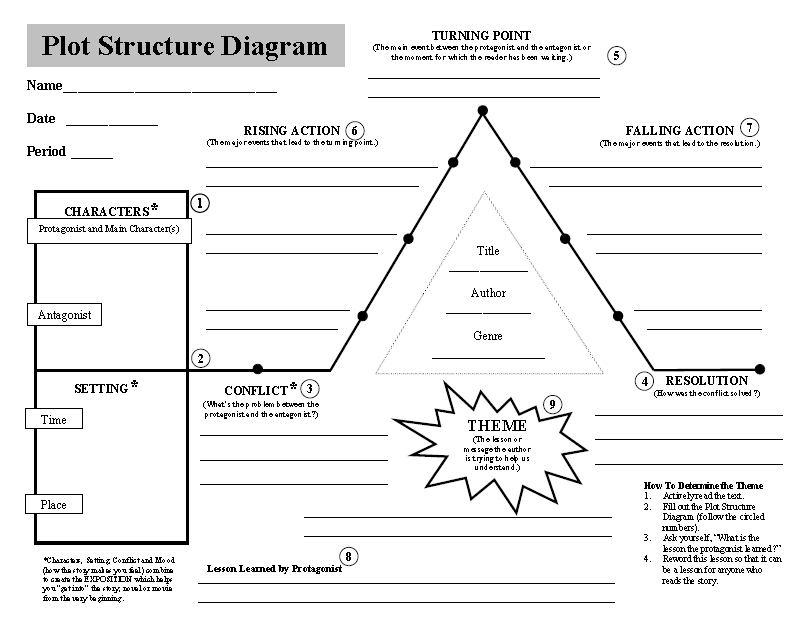 Plot Structure Diagram
Name
Date
Period
TURNING POINT
(The main event between the protagonist and the antagonist or
the moment for which the reader has been waiting.)
5
RISING ACTION 6
(The major events that lead to the turning point.)
FALLING ACTION 7
(The major events that lead to the resolution.)
CHARACTERS*
1
Protagonist and Main Character(s)
Antagonist
Title
Author
Genre
2
SETTING *
Time
Place
CONFLICT* 3
(What's the problem between the
protagonist and the antagonist?)
4 RESOLUTION
(How was the conflict solved?)
9
THEME
(The lesson or
message the author
is trying to help us
understand.)
How To Determine the Theme
1. Actively read the text.
2. Fill out the Plot Structure
Diagram (follow the circled
numbers).
3. Ask yourself, "What is the
lesson the protagonist learned?"
4. Reword this lesson so that it can
be a lesson for anyone who
reads the story.
*Characters, Setting, Conflict and Mood
(how the story makes you feel) combine
to create the EXPOSITION which helps
you "get into" the story, novel or movie
from the very beginning.
8
Lesson Learned by Protagonist